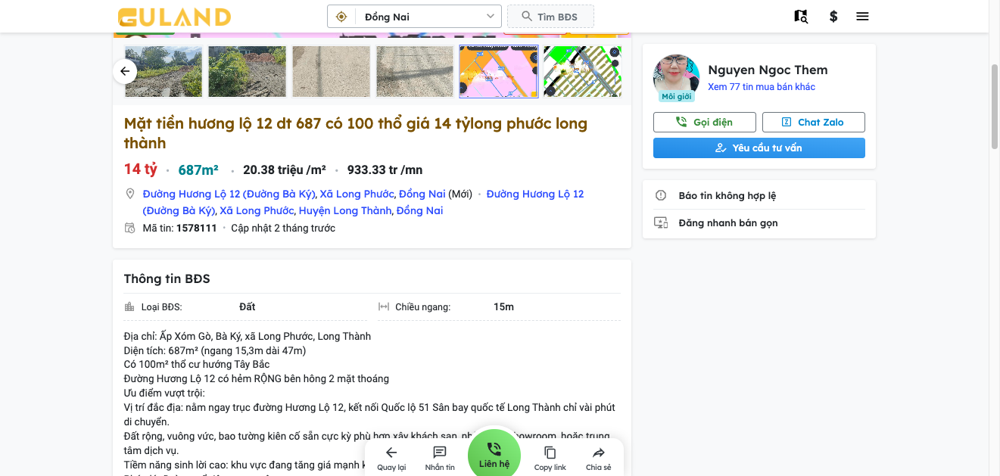 GULAND
Đồng Nai
Tìm BĐS
$
Mặt tiền hương lộ 12 dt 687 có 100 thổ giá 14 tỷlong phước long
thành
14 tỷ · 687m² · 20.38 triệu /m² · 933.33 tr /mn
Đường Hương Lộ 12 (Đường Bà Ký), Xã Long Phước, Đồng Nai (Mới) · Đường Hương Lộ 12
(Đường Bà Ký), Xã Long Phước, Huyện Long Thành, Đồng Nai
Mã tin: 1578111 · Cập nhật 2 tháng trước
Thông tin BĐS
Loại BĐS: Đất
Chiều ngang: 15m
Địa chỉ: Ấp Xóm Gò, Bà Ký, xã Long Phước, Long Thành
Diện tích: 687m² (ngang 15,3m dài 47m)
Có 100m² thổ cư hướng Tây Bắc
Đường Hương Lộ 12 có hẻm RỘNG bên hông 2 mặt thoáng
Ưu điểm vượt trội:
Vị trí đắc địa: nằm ngay trục đường Hương Lộ 12, kết nối Quốc lộ 51 Sân bay quốc tế Long Thành chỉ vài phút
di chuyển.
Đất rộng, vuông vức, bao tường kiên cố sẵn cực kỳ phù hợp xây khách sạn, showroom, hoặc trung
tâm dịch vụ.
Tiềm năng sinh lời cao: khu vực đang tăng giá mạnh
Nguyen Ngoc Them
Xem 77 tin mua bán khác
Môi giới
Gọi điện
Chat Zalo
Yêu cầu tư vấn
Báo tin không hợp lệ
Đăng nhanh bán gọn
Quay lại
Nhắn tin
Liên hệ
Copy link
Chia sẻ